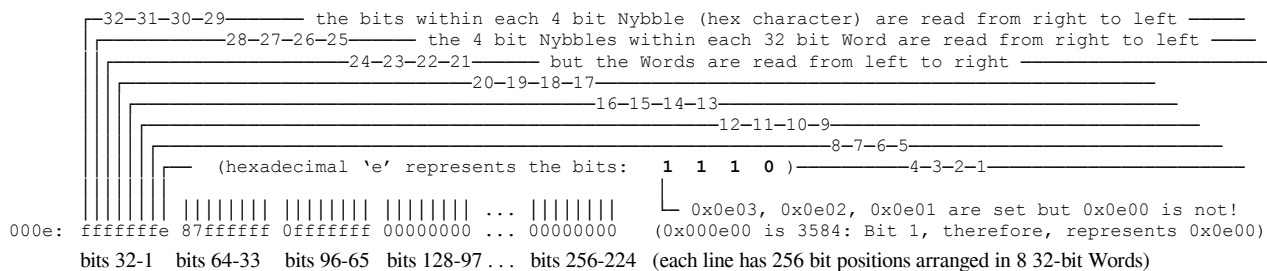 32—31—30—29 the bits within each 4 bit Nybble (hex character) are read from right to left
28—27—26—25 the 4 bit Nybbles within each 32 bit Word are read from right to left
24—23—22—21 but the Words are read from left to right
20—19—18—17
16—15—14—13
12—11—10—9
8—7—6—5
(hexadecimal ‘e’ represents the bits: 1 1 1 0 ) 4—3—2—1
|||||||| |||||||| |||||||| |||||||| ... |||||||| 0x0e03, 0x0e02, 0x0e01 are set but 0x0e00 is not!
000e: fffffffe 87ffffff 0fffffff 00000000 ... 00000000 (0x000e00 is 3584: Bit 1, therefore, represents 0x0e00)
bits 32-1 bits 64-33 bits 96-65 bits 128-97 . . . bits 256-224 (each line has 256 bit positions arranged in 8 32-bit Words)